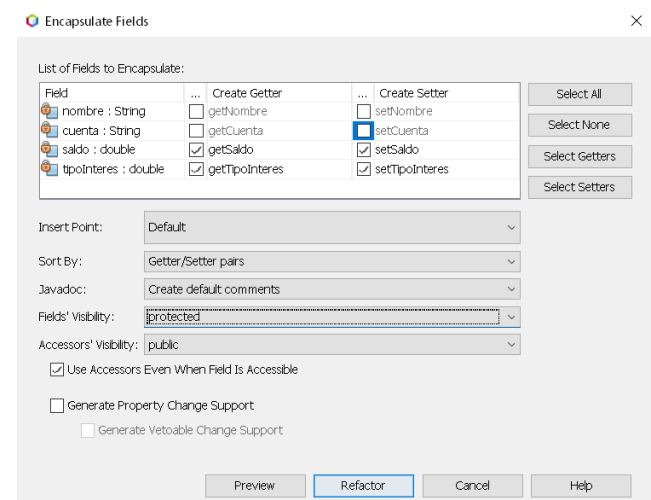 Encapsulate Fields
List of Fields to Encapsulate:
Field ... Create Getter ... Create Setter
nombre : String getNombre setNombre
cuenta : String getCuenta setCuenta
saldo : double getSaldo setSaldo
tipoInteres : double getTipoInteres setTipoInteres
Select All
Select None
Select Getters
Select Setters
Insert Point: Default
Sort By: Getter/Setter pairs
Javadoc: Create default comments
Fields' Visibility: protected
Accessors' Visibility: public
Use Accessors Even When Field Is Accessible
Generate Property Change Support
Generate Vetoable Change Support
Preview Refactor Cancel Help